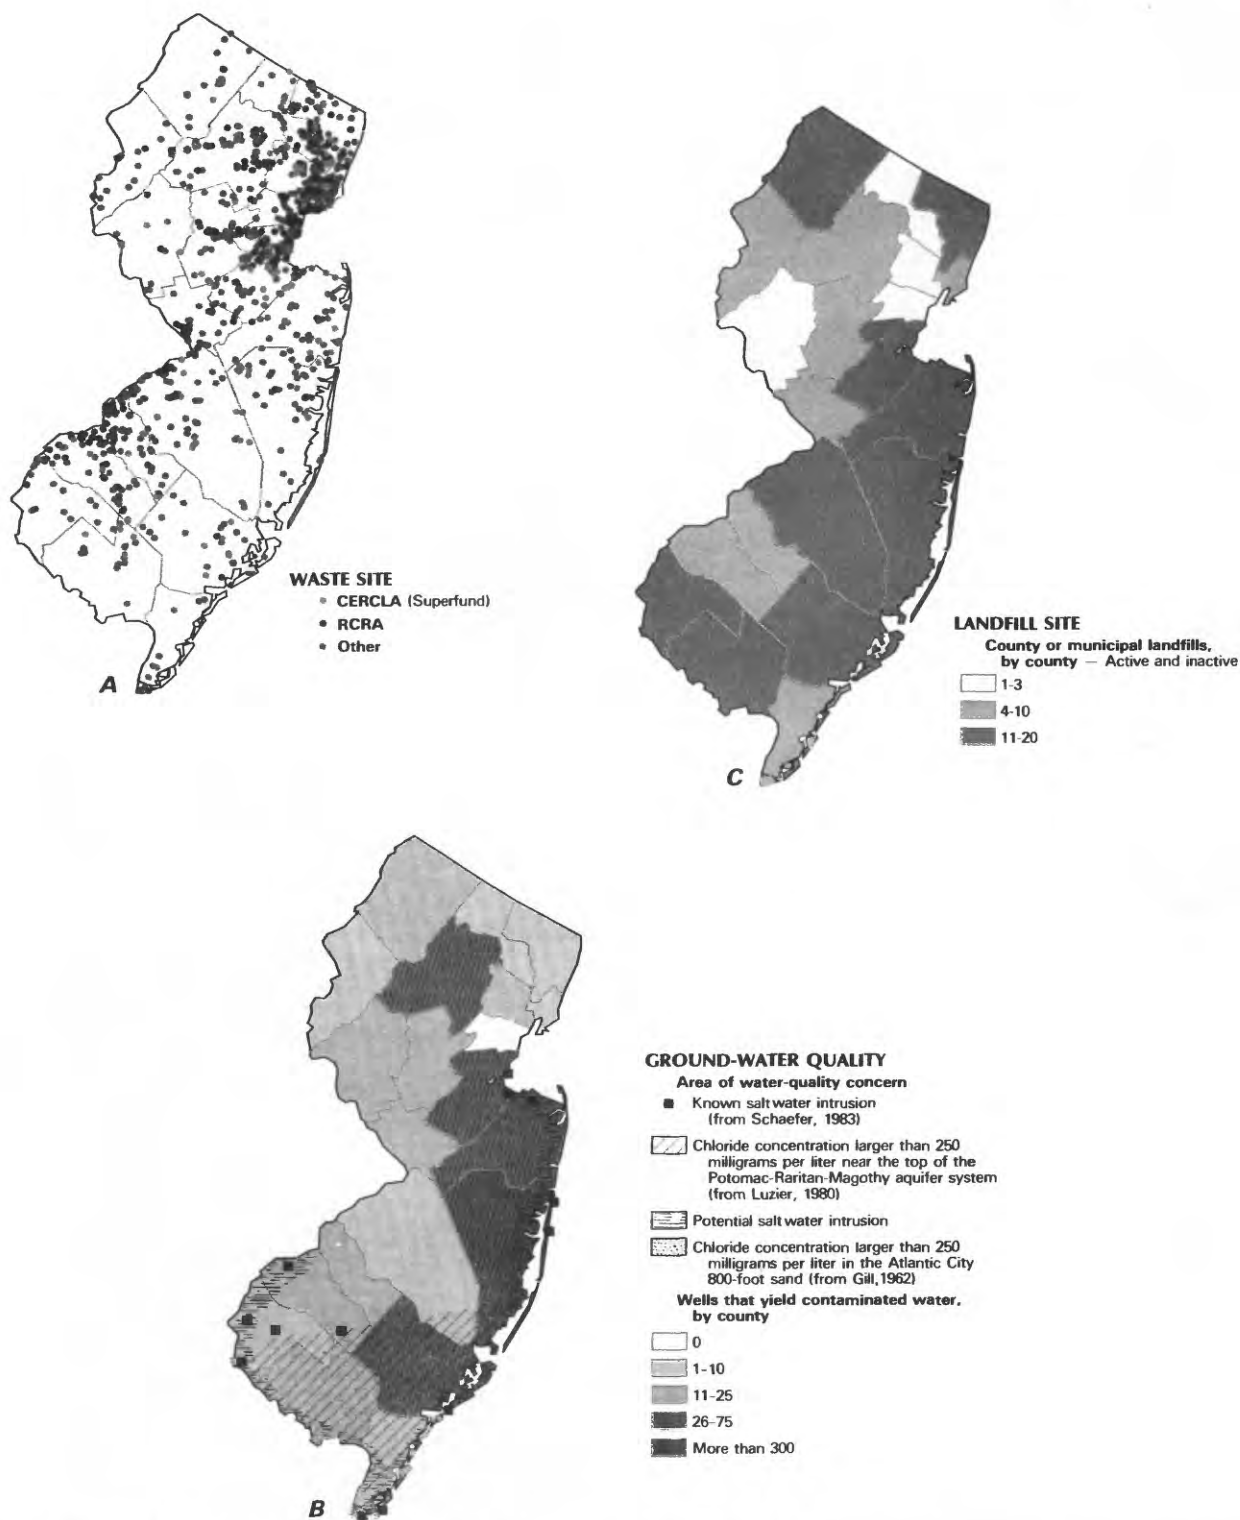 WASTE SITE
CERCLA (Superfund)
RCRA
Other
A
LANDFILL SITE
County or municipal landfills,
by county — Active and inactive
1-3
4-10
11-20
C
GROUND-WATER QUALITY
Area of water-quality concern
Known saltwater intrusion
(from Schaefer, 1983)
Chloride concentration larger than 250
milligrams per liter near the top of the
Potomac-Raritan-Magothy aquifer system
(from Luzier, 1980)
Potential saltwater intrusion
Chloride concentration larger than 250
milligrams per liter in the Atlantic City
800-foot sand (from Gill, 1962)
Wells that yield contaminated water,
by county
0
1-10
11-25
26-75
More than 300
B